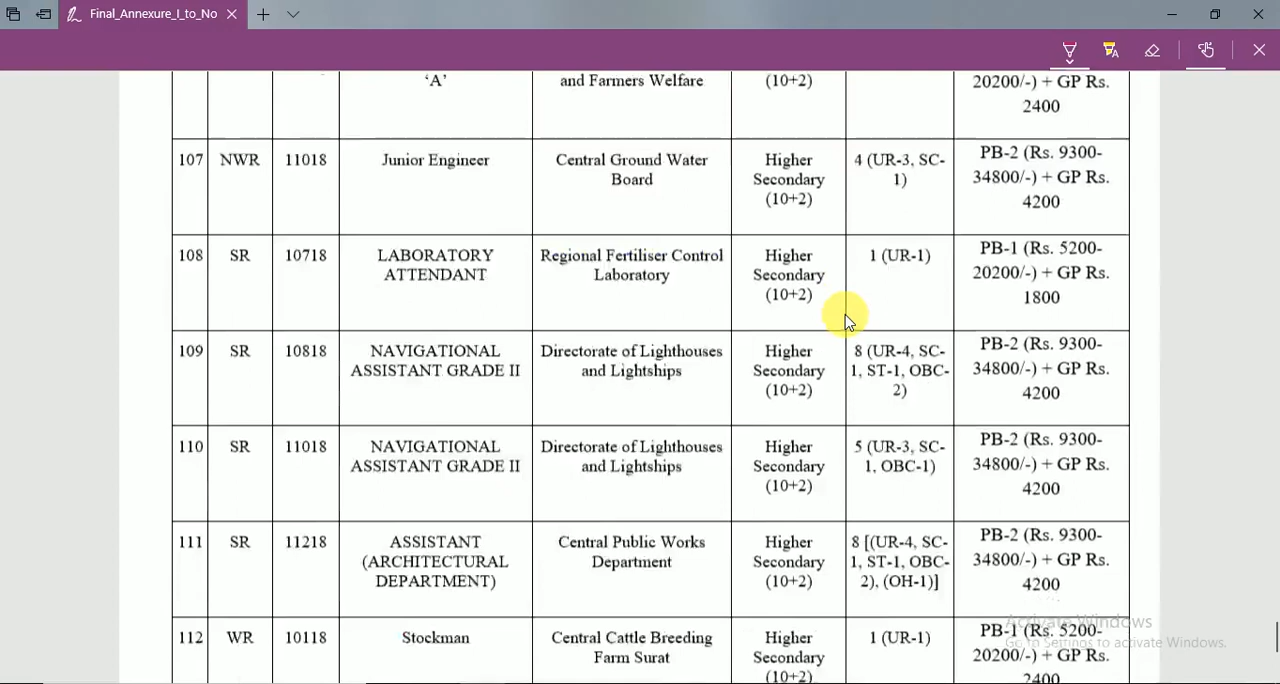 Final_Annexure_I_to_No
‘A’
and Farmers Welfare
(10+2)
20200/-) + GP Rs.
2400
107
NWR
11018
Junior Engineer
Central Ground Water
Board
Higher
Secondary
(10+2)
4 (UR-3, SC-
1)
PB-2 (Rs. 9300-
34800/-) + GP Rs.
4200
108
SR
10718
LABORATORY
ATTENDANT
Regional Fertiliser Control
Laboratory
Higher
Secondary
(10+2)
1 (UR-1)
PB-1 (Rs. 5200-
20200/-) + GP Rs.
1800
109
SR
10818
NAVIGATIONAL
ASSISTANT GRADE II
Directorate of Lighthouses
and Lightships
Higher
Secondary
(10+2)
8 (UR-4, SC-
1, ST-1, OBC-
2)
PB-2 (Rs. 9300-
34800/-) + GP Rs.
4200
110
SR
11018
NAVIGATIONAL
ASSISTANT GRADE II
Directorate of Lighthouses
and Lightships
Higher
Secondary
(10+2)
5 (UR-3, SC-
1, OBC-1)
PB-2 (Rs. 9300-
34800/-) + GP Rs.
4200
111
SR
11218
ASSISTANT
(ARCHITECTURAL
DEPARTMENT)
Central Public Works
Department
Higher
Secondary
(10+2)
8 [(UR-4, SC-
1, ST-1, OBC-
2), (OH-1)]
PB-2 (Rs. 9300-
34800/-) + GP Rs.
4200
112
WR
10118
Stockman
Central Cattle Breeding
Farm Surat
Higher
Secondary
(10+2)
1 (UR-1)
PB-1 (Rs. 5200-
20200/-) + GP Rs.
2400
Activate Windows
Go to Settings to activate Windows.